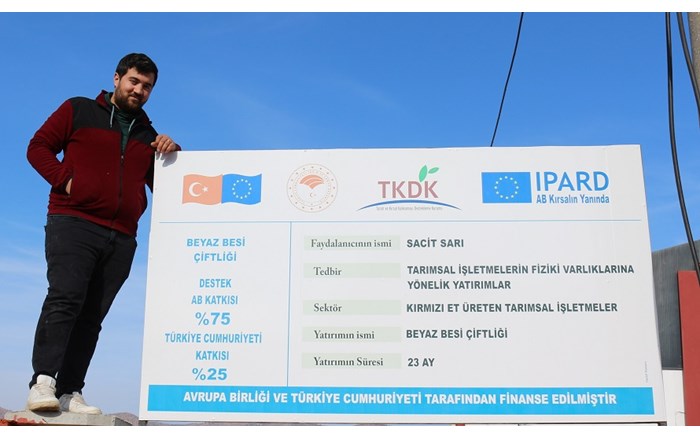 TKDK
IPARD
AB Kırsalın Yanında
BEYAZ BESİ
ÇİFTLİĞİ
DESTEK
AB KATKISI
%75
TÜRKİYE CUMHURİYETİ
KATKISI
%25
Faydalanıcının ismi SACİT SARI
Tedbir TARIMSAL İŞLETMELERİN FİZİKİ VARLIKLARINA
YÖNELİK YATIRIMLAR
Sektör KIRMIZI ET ÜRETEN TARIMSAL İŞLETMELER
Yatırımın ismi BEYAZ BESİ ÇİFTLİĞİ
Yatırımın Süresi 23 AY
AVRUPA BİRLİĞİ VE TÜRKİYE CUMHURİYETİ TARAFINDAN FİNANSE EDİLMİŞTİR